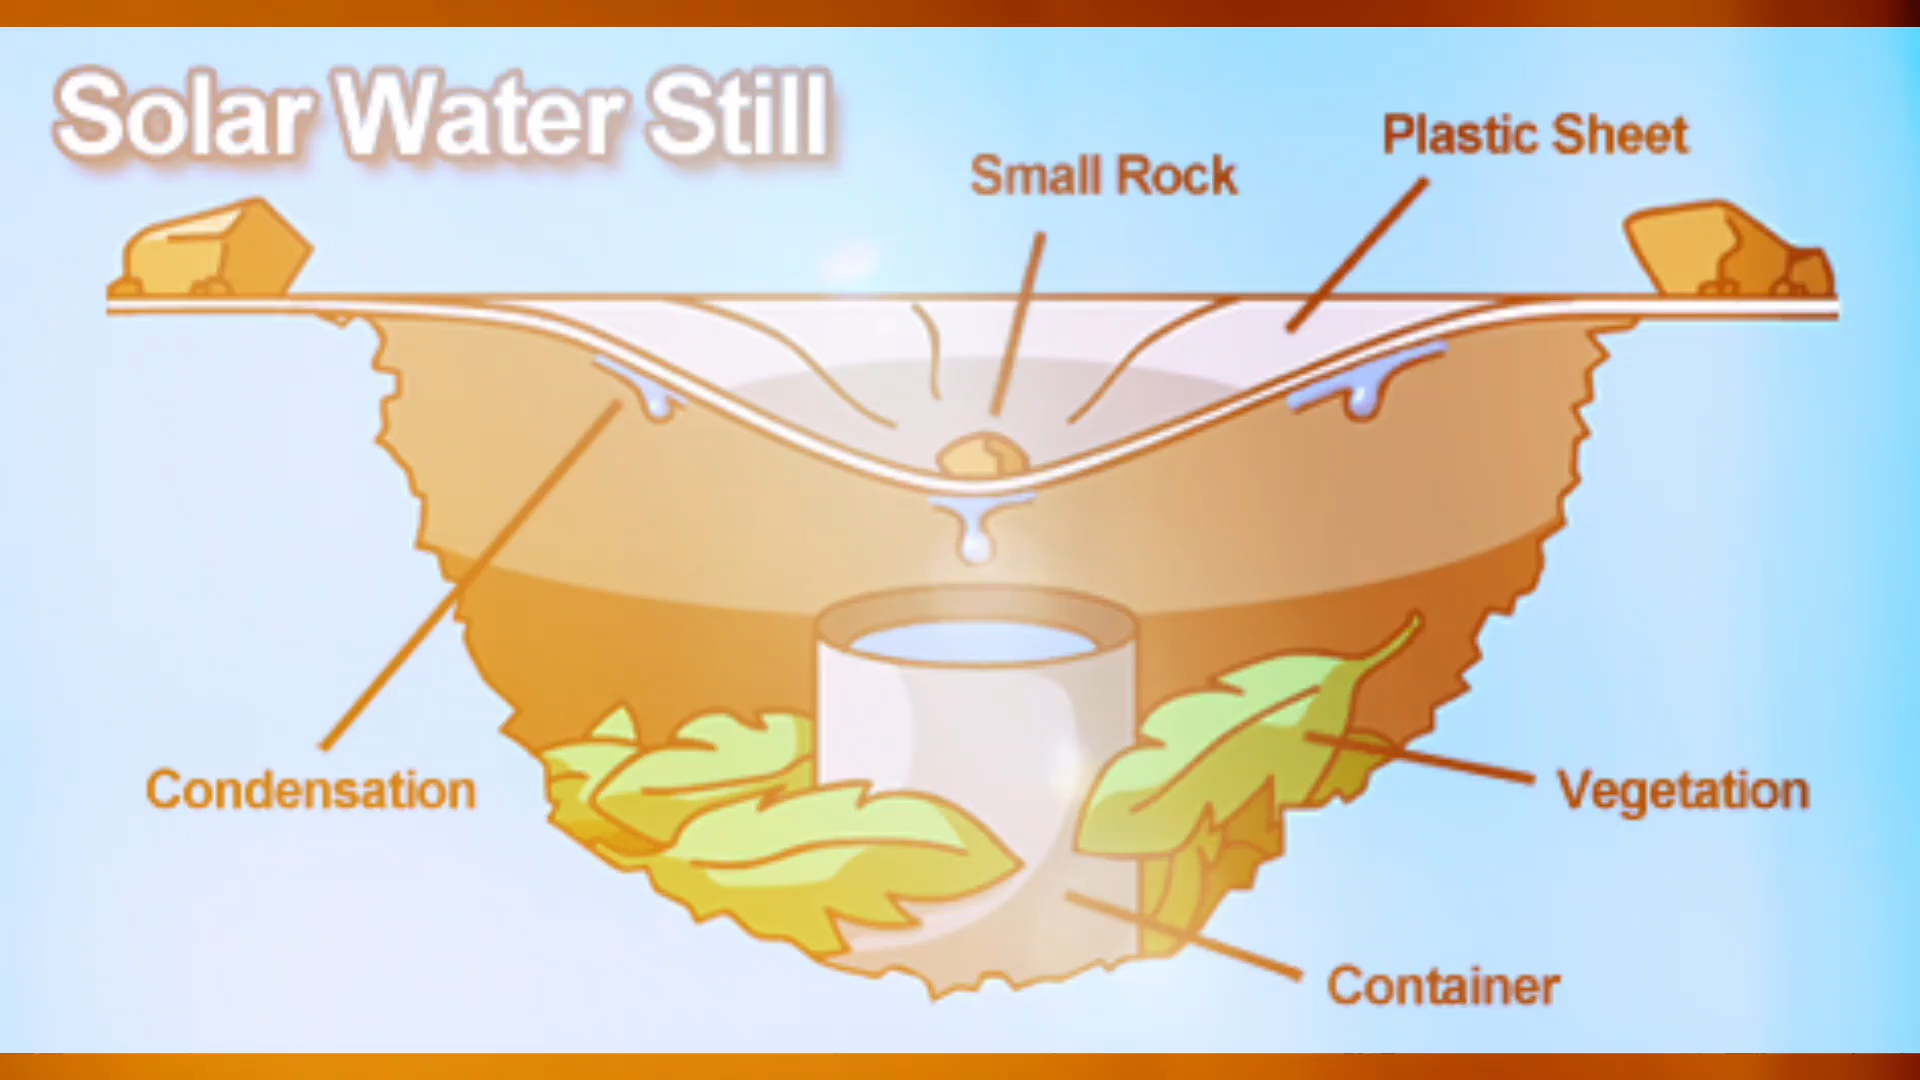 Solar Water Still
Plastic Sheet
Small Rock
Condensation
Vegetation
Container